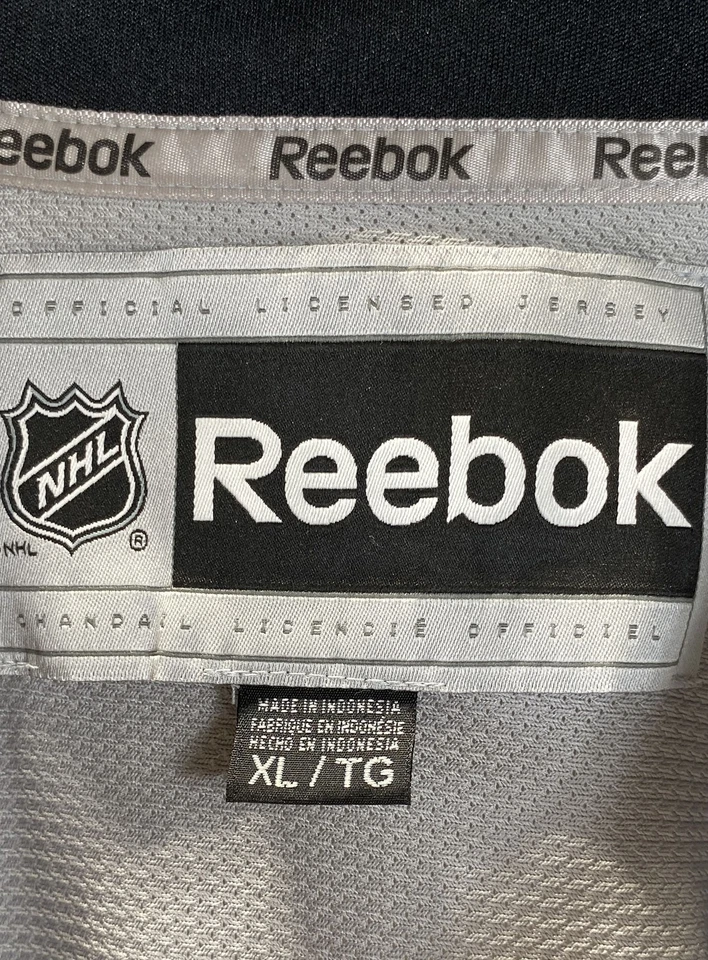 eebok Reebok Reeb
OFFICIAL LICENSED JERSEY
NHL
Reebok
NHL ®
CHANDAIL LICENCIÉ OFFICIEL
MADE IN INDONESIA
FABRIQUE EN INDONÉSIE
HECHO EN INDONESIA
XL / TG